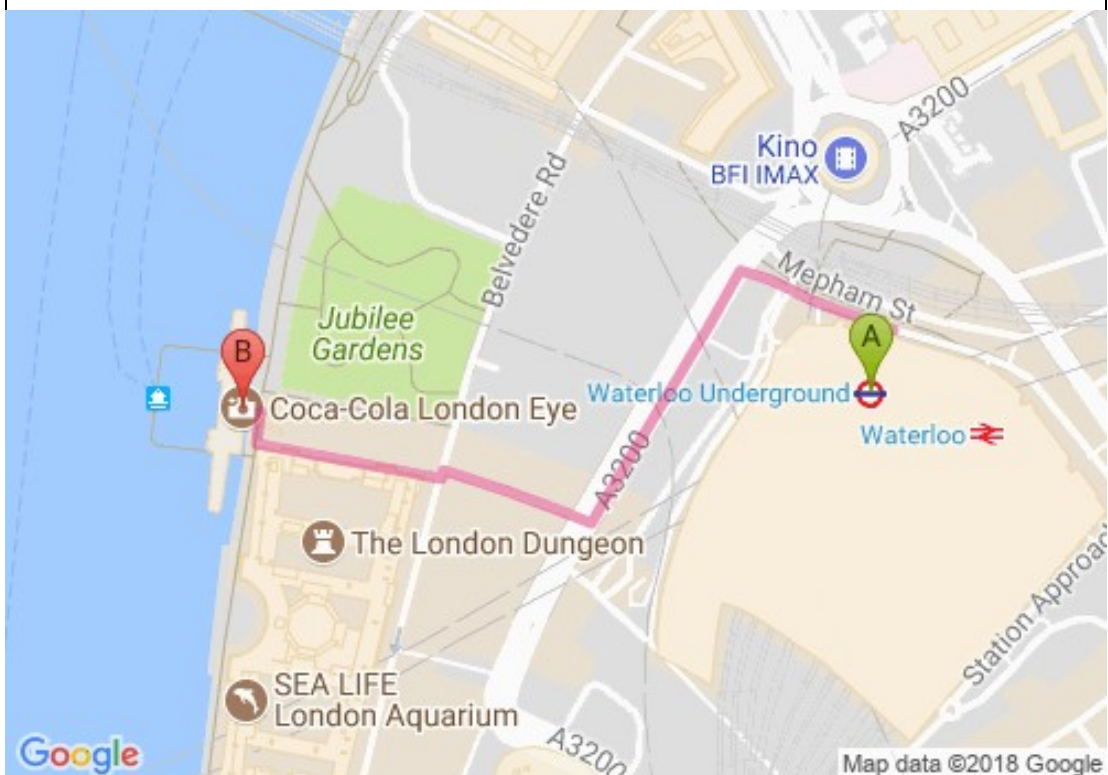 A3200
Kino
BFI IMAX
Belvedere Rd
Mepham St
Jubilee
Gardens
A
B
Waterloo Underground
Coca-Cola London Eye
Waterloo
A3200
The London Dungeon
Station Approach
SEA LIFE
London Aquarium
A3200
Google
Map data ©2018 Google